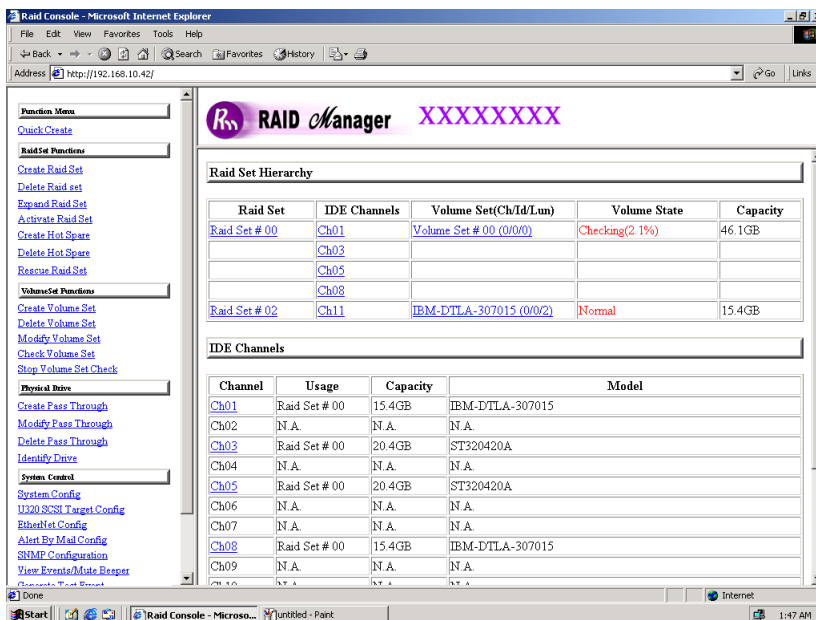 Raid Console - Microsoft Internet Explorer
File Edit View Favorites Tools Help
Back Search Favorites History
Address http://192.168.10.42/ Go Links
Function Menu
Quick Create
RaidSet Functions
Create Raid Set
Delete Raid set
Expand Raid Set
Activate Raid Set
Create Hot Spare
Delete Hot Spare
Rescue Raid Set
VolumeSet Functions
Create Volume Set
Delete Volume Set
Modify Volume Set
Check Volume Set
Stop Volume Set Check
Physical Drive
Create Pass Through
Modify Pass Through
Delete Pass Through
Identify Drive
System Control
System Config
U320 SCSI Target Config
EtherNet Config
Alert By Mail Config
SNMP Configuration
View Events/Mute Beeper
Generate Test Event
Rm RAID Manager XXXXXXXX
Raid Set Hierarchy
Raid Set IDE Channels Volume Set(Ch/Id/Lun) Volume State Capacity
Raid Set # 00 Ch01 Volume Set # 00 (0/0/0) Checking(2.1%) 46.1GB
Ch03
Ch05
Ch08
Raid Set # 02 Ch11 IBM-DTLA-307015 (0/0/2) Normal 15.4GB
IDE Channels
Channel Usage Capacity Model
Ch01 Raid Set # 00 15.4GB IBM-DTLA-307015
Ch02 N.A. N.A. N.A.
Ch03 Raid Set # 00 20.4GB ST320420A
Ch04 N.A. N.A. N.A.
Ch05 Raid Set # 00 20.4GB ST320420A
Ch06 N.A. N.A. N.A.
Ch07 N.A. N.A. N.A.
Ch08 Raid Set # 00 15.4GB IBM-DTLA-307015
Ch09 N.A. N.A. N.A.
Ch10 N.A. N.A. N.A.
Done Internet
Start Raid Console - Microso... untitled - Paint 1:47 AM